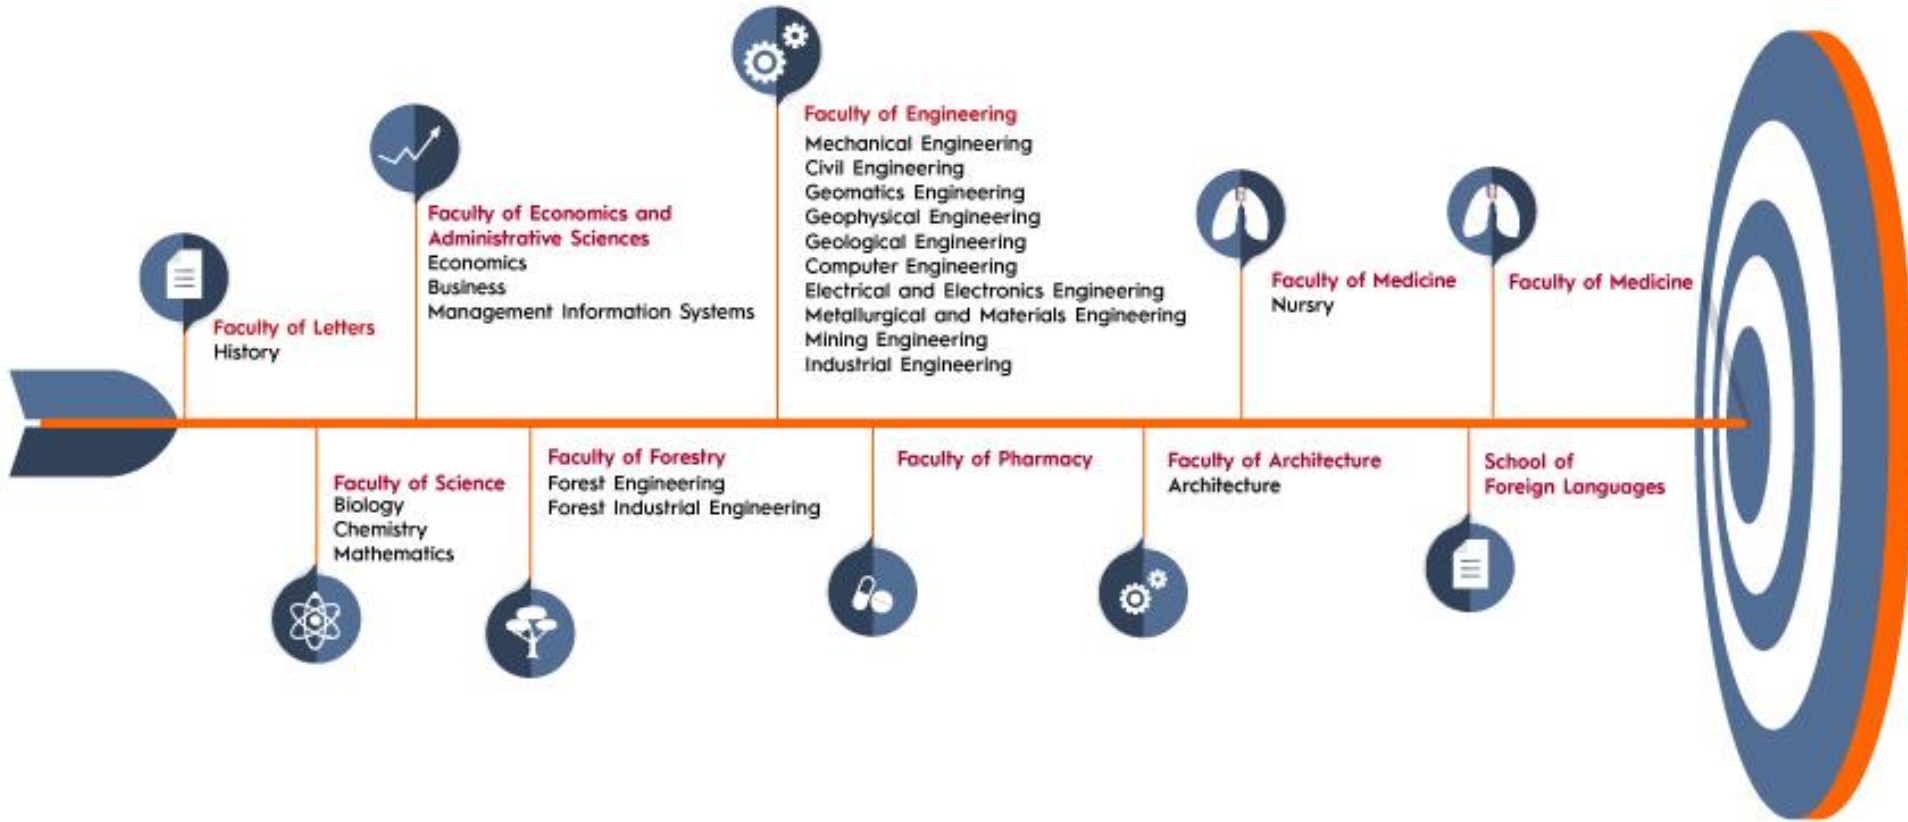 Faculty of Letters
History
Faculty of Economics and
Administrative Sciences
Economics
Business
Management Information Systems
Faculty of Engineering
Mechanical Engineering
Civil Engineering
Geomatics Engineering
Geophysical Engineering
Geological Engineering
Computer Engineering
Electrical and Electronics Engineering
Metallurgical and Materials Engineering
Mining Engineering
Industrial Engineering
Faculty of Medicine
Nursry
Faculty of Medicine
Faculty of Science
Biology
Chemistry
Mathematics
Faculty of Forestry
Forest Engineering
Forest Industrial Engineering
Faculty of Pharmacy
Faculty of Architecture
Architecture
School of
Foreign Languages